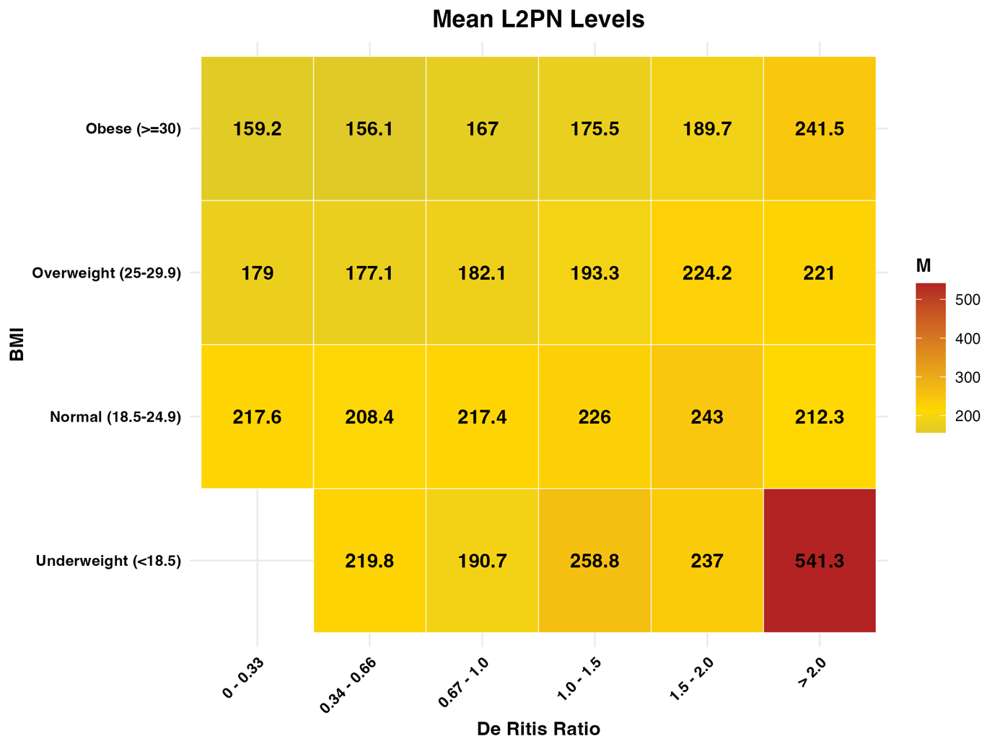 Mean L2PN Levels
Obese (>=30)
159.2 156.1 167 175.5 189.7 241.5
Overweight (25-29.9)
179 177.1 182.1 193.3 224.2 221
Normal (18.5-24.9)
217.6 208.4 217.4 226 243 212.3
Underweight (<18.5)
219.8 190.7 258.8 237 541.3
BMI
0 - 0.33
0.34 - 0.66
0.67 - 1.0
1.0 - 1.5
1.5 - 2.0
> 2.0
De Ritis Ratio
M
500
400
300
200